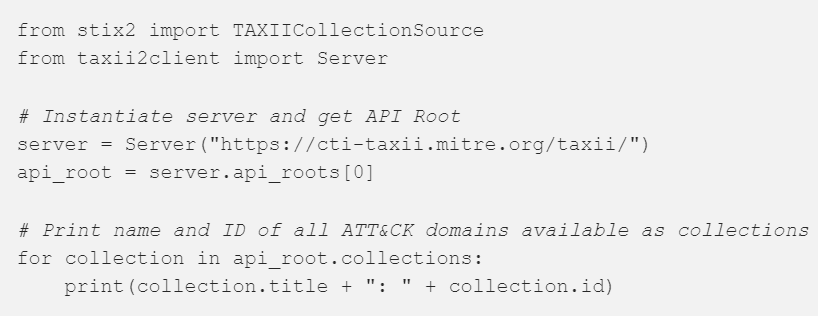 from stix2 import TAXIICollectionSource
from taxii2client import Server
# Instantiate server and get API Root
server = Server("https://cti-taxii.mitre.org/taxii/")
api_root = server.api_roots[0]
# Print name and ID of all ATT&CK domains available as collections
for collection in api_root.collections:
    print(collection.title + ": " + collection.id)